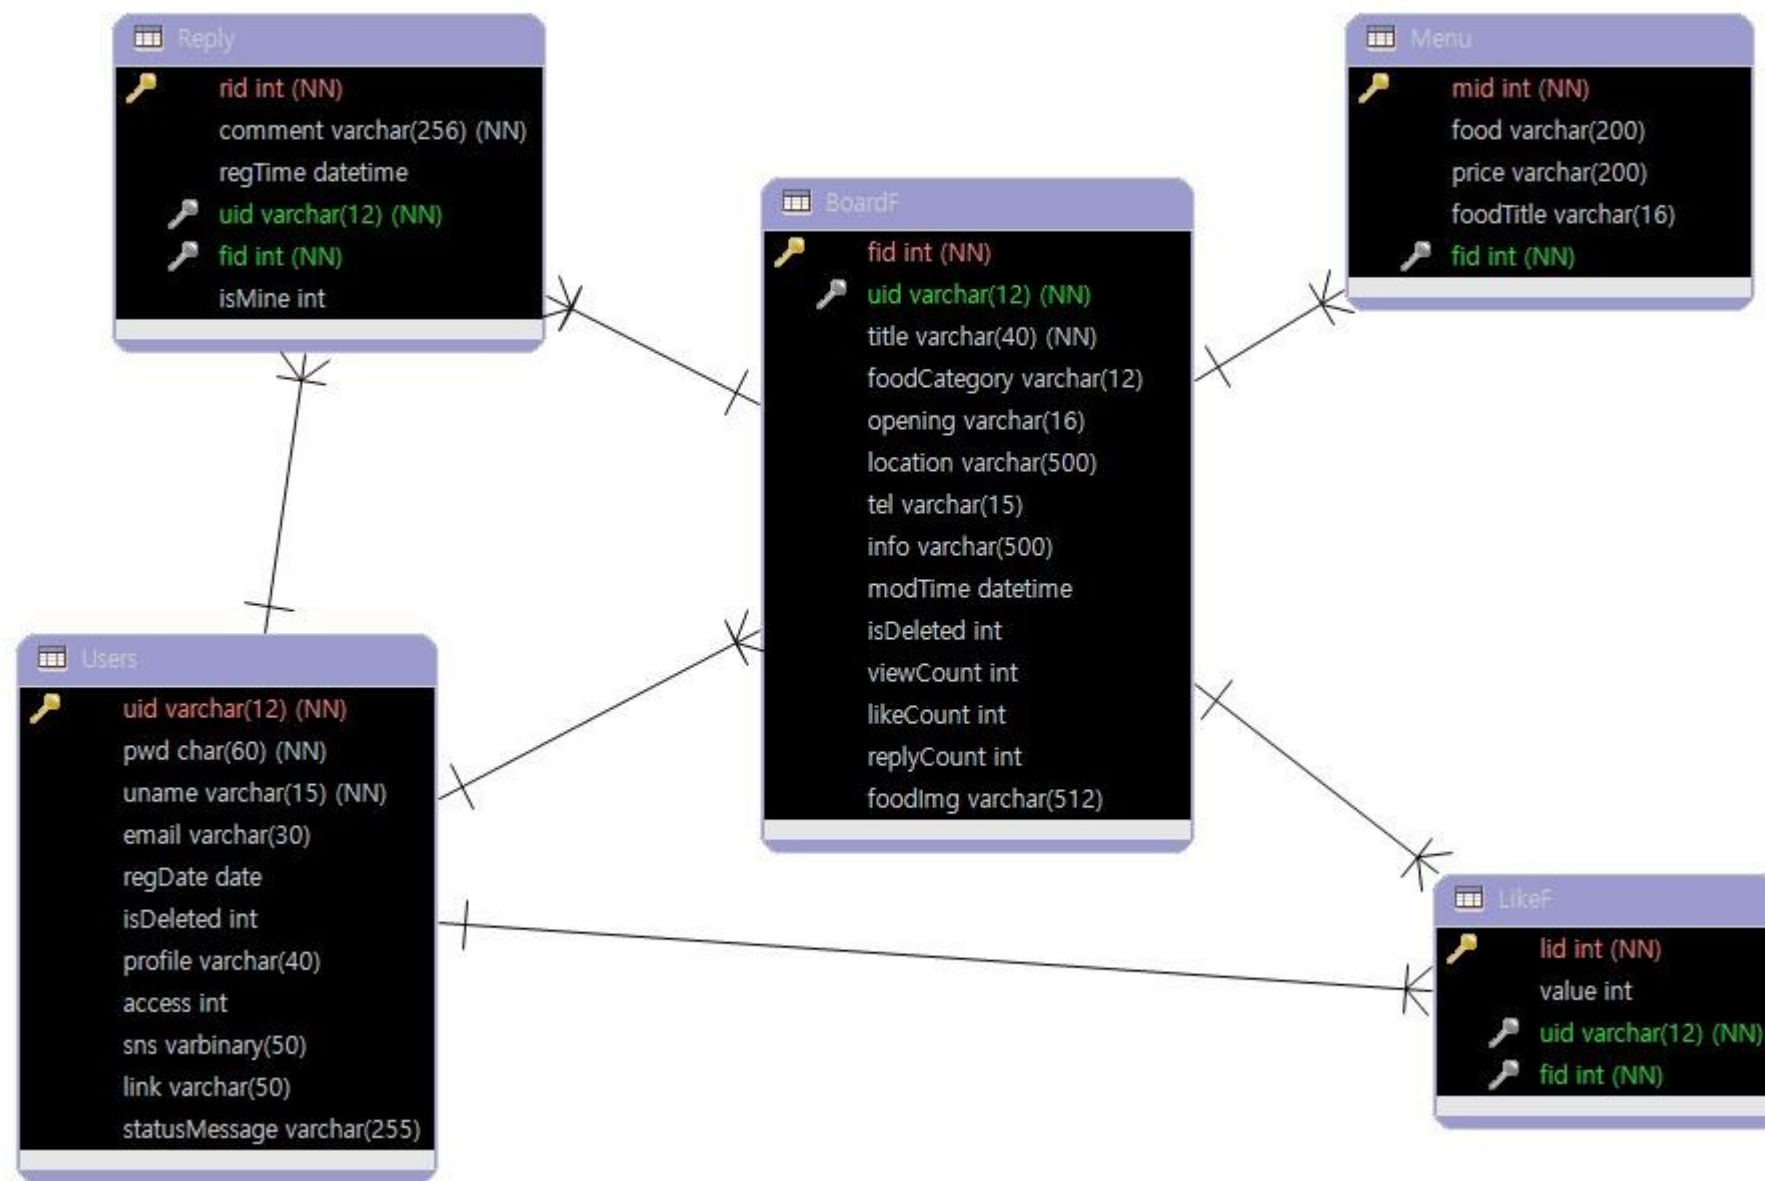 Reply
rid int (NN)
comment varchar(256) (NN)
regTime datetime
uid varchar(12) (NN)
fid int (NN)
isMine int
Menu
mid int (NN)
food varchar(200)
price varchar(200)
foodTitle varchar(16)
fid int (NN)
BoardF
fid int (NN)
uid varchar(12) (NN)
title varchar(40) (NN)
foodCategory varchar(12)
opening varchar(16)
location varchar(500)
tel varchar(15)
info varchar(500)
modTime datetime
isDeleted int
viewCount int
likeCount int
replyCount int
foodImg varchar(512)
Users
uid varchar(12) (NN)
pwd char(60) (NN)
uname varchar(15) (NN)
email varchar(30)
regDate date
isDeleted int
profile varchar(40)
access int
sns varbinary(50)
link varchar(50)
statusMessage varchar(255)
LikeF
lid int (NN)
value int
uid varchar(12) (NN)
fid int (NN)